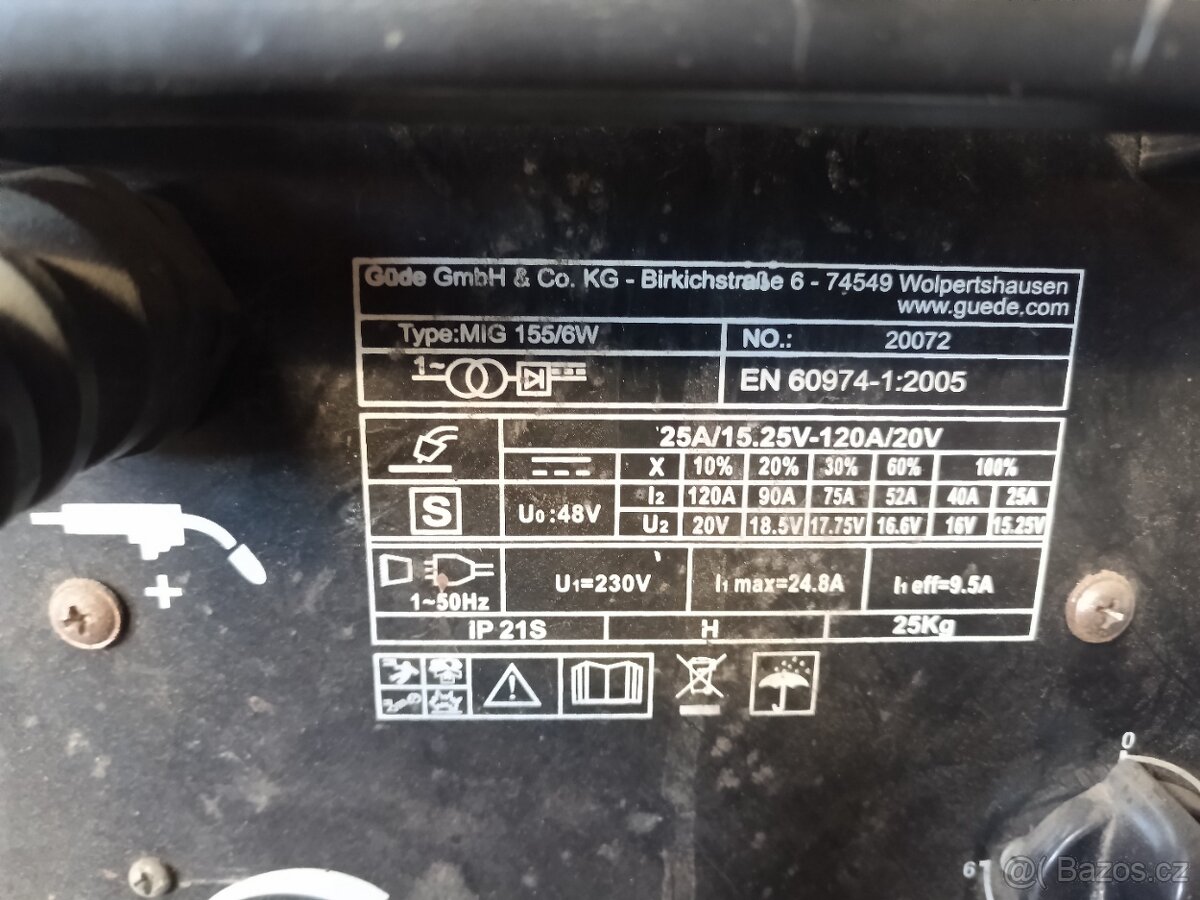 Güde GmbH & Co. KG - Birkichstraße 6 - 74549 Wolpertshausen
www.guede.com
Type:MIG 155/6W NO.: 20072
1~ EN 60974-1:2005
25A/15.25V-120A/20V
X 10% 20% 30% 60% 100%
S U0:48V I2 120A 90A 75A 52A 40A 25A
U2 20V 18.5V 17.75V 16.6V 16V 15.25V
1~50Hz U1=230V I1 max=24.8A I1 eff=9.5A
IP 21S H 25Kg
+
0
6
@( Bazos.cz